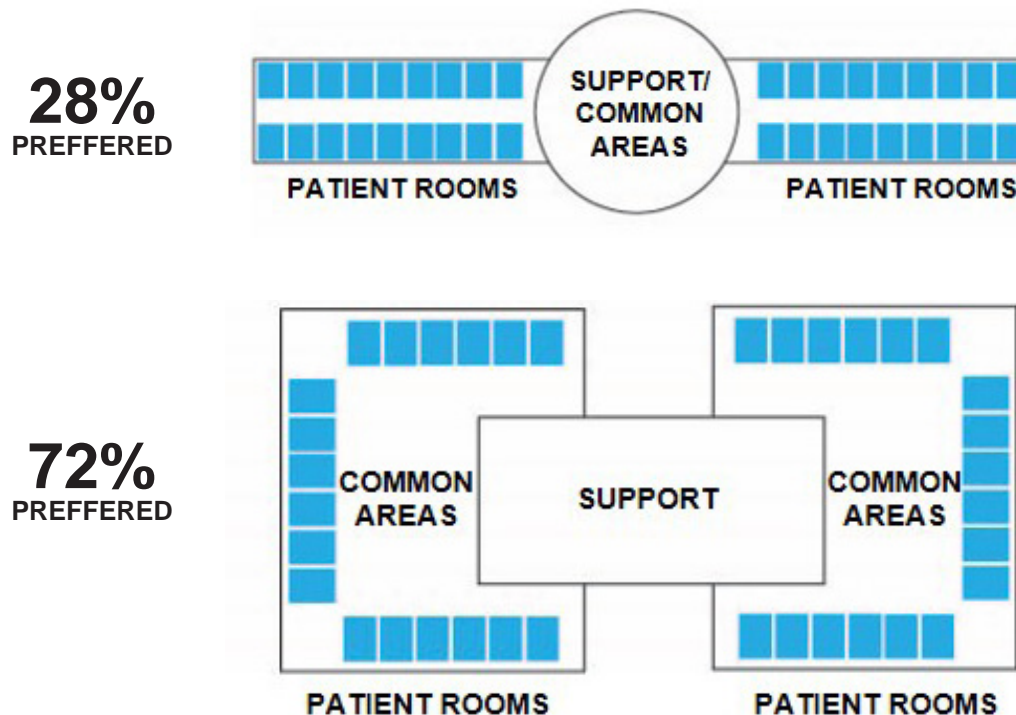 28%
PREFFERED
SUPPORT/
COMMON
AREAS
PATIENT ROOMS
PATIENT ROOMS
72%
PREFFERED
COMMON
AREAS
SUPPORT
COMMON
AREAS
PATIENT ROOMS
PATIENT ROOMS